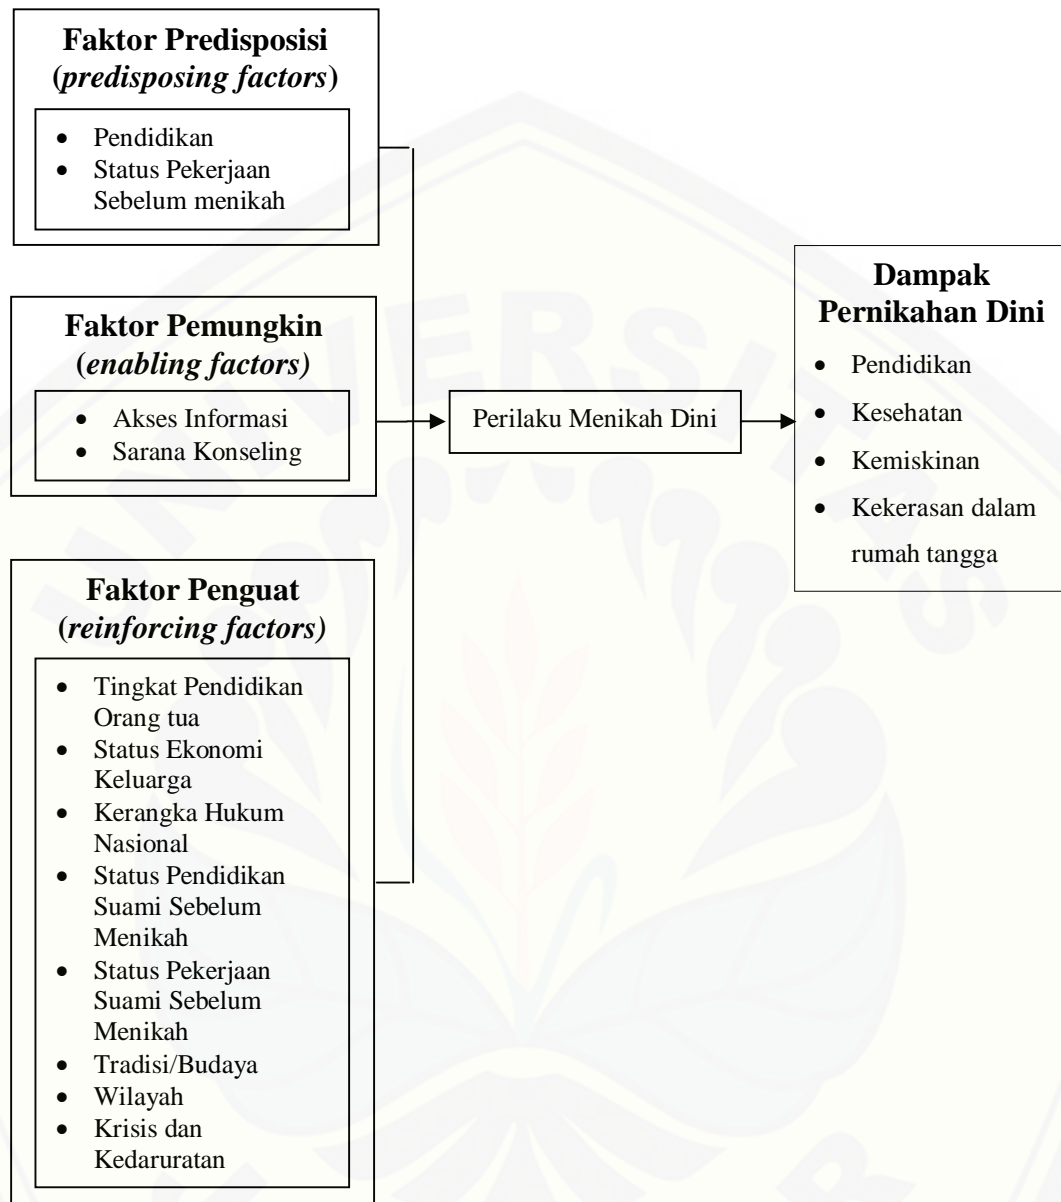 Faktor Predisposisi
(predisposing factors)
• Pendidikan
• Status Pekerjaan
Sebelum menikah
Faktor Pemungkin
(enabling factors)
• Akses Informasi
• Sarana Konseling
Faktor Penguat
(reinforcing factors)
• Tingkat Pendidikan
Orang tua
• Status Ekonomi
Keluarga
• Kerangka Hukum
Nasional
• Status Pendidikan
Suami Sebelum
Menikah
• Status Pekerjaan
Suami Sebelum
Menikah
• Tradisi/Budaya
• Wilayah
• Krisis dan
Kedaruratan
Perilaku Menikah Dini
Dampak
Pernikahan Dini
• Pendidikan
• Kesehatan
• Kemiskinan
• Kekerasan dalam
rumah tangga
UNIVERSITAS